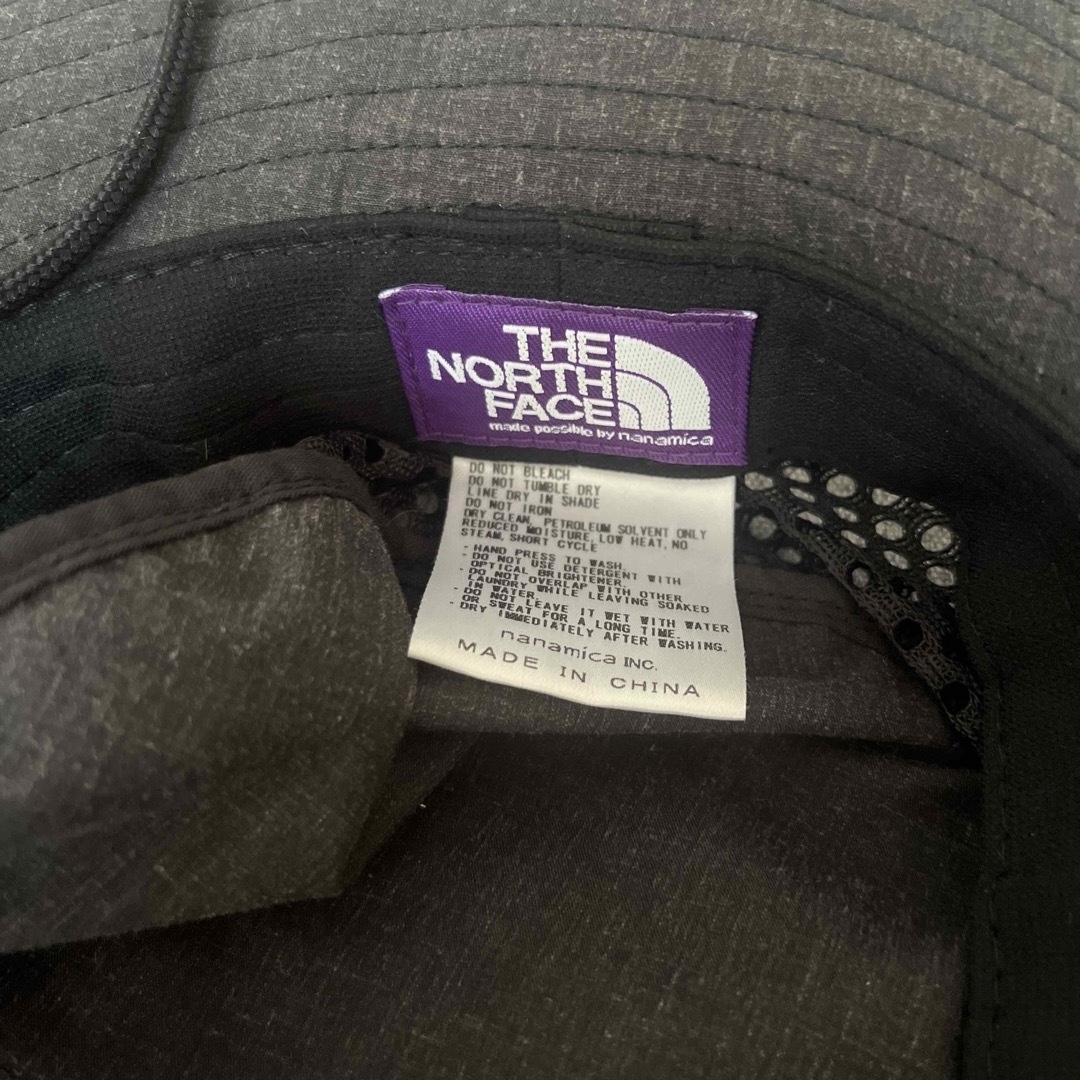 THE
NORTH
FACE
made possible by nanamica
DO NOT BLEACH
DO NOT TUMBLE DRY
LINE DRY IN SHADE
DO NOT IRON
DRY CLEAN, PETROLEUM SOLVENT ONLY
REDUCED MOISTURE, LOW HEAT, NO
STEAM, SHORT CYCLE
- HAND PRESS TO WASH.
- DO NOT USE DETERGENT WITH
OPTICAL BRIGHTENER.
- DO NOT OVERLAP WITH OTHER
LAUNDRY WHILE LEAVING SOAKED
IN WATER.
- DO NOT LEAVE IT WET WITH WATER
OR SWEAT FOR A LONG TIME.
- DRY IMMEDIATELY AFTER WASHING.
nanamica INC.
MADE IN CHINA